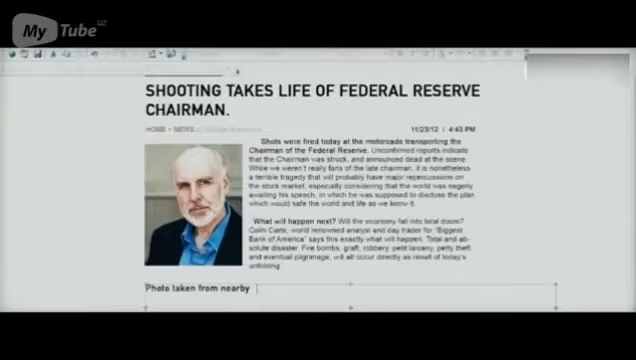 My Tube uz
SHOOTING TAKES LIFE OF FEDERAL RESERVE
CHAIRMAN.
HOME > NEWS
11/23/12 / 4:43 PM
Shots were fired today at the motorcade transporting the
Chairman of the Federal Reserve. Unconfirmed reports indicate
that the Chairman was struck, and announced dead at the scene.
While we weren't really fans of the late chairman, it is nonetheless
a terrible tragedy that will probably have major repercussions on
the stock market, especially considering that the world was eagerly
awaiting his speech, in which he was supposed to disclose the plan
which would safe the world and life as we know it.
What will happen next? Will the economy fall into total doom?
Colin Carte, world renowned analyst and day trader for "Biggest
Bank of America" says this exactly what will happen. Total and ab-
solute disaster. Fire bombs, graft, robbery, petit larceny, petty theft
and eventual pilgrimage, will all occur directly as result of today's
unfolding
Photo taken from nearby